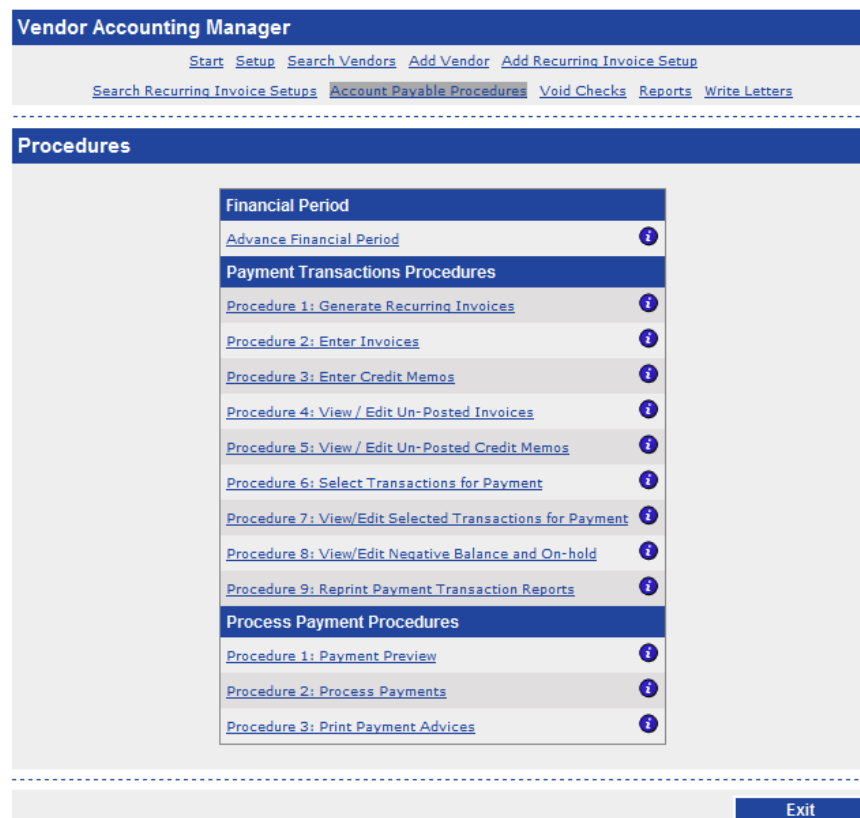 Vendor Accounting Manager
Start Setup Search Vendors Add Vendor Add Recurring Invoice Setup
Search Recurring Invoice Setups Account Payable Procedures Void Checks Reports Write Letters
Procedures
Financial Period
Advance Financial Period
Payment Transactions Procedures
Procedure 1: Generate Recurring Invoices
Procedure 2: Enter Invoices
Procedure 3: Enter Credit Memos
Procedure 4: View / Edit Un-Posted Invoices
Procedure 5: View / Edit Un-Posted Credit Memos
Procedure 6: Select Transactions for Payment
Procedure 7: View/Edit Selected Transactions for Payment
Procedure 8: View/Edit Negative Balance and On-hold
Procedure 9: Reprint Payment Transaction Reports
Process Payment Procedures
Procedure 1: Payment Preview
Procedure 2: Process Payments
Procedure 3: Print Payment Advices
Exit